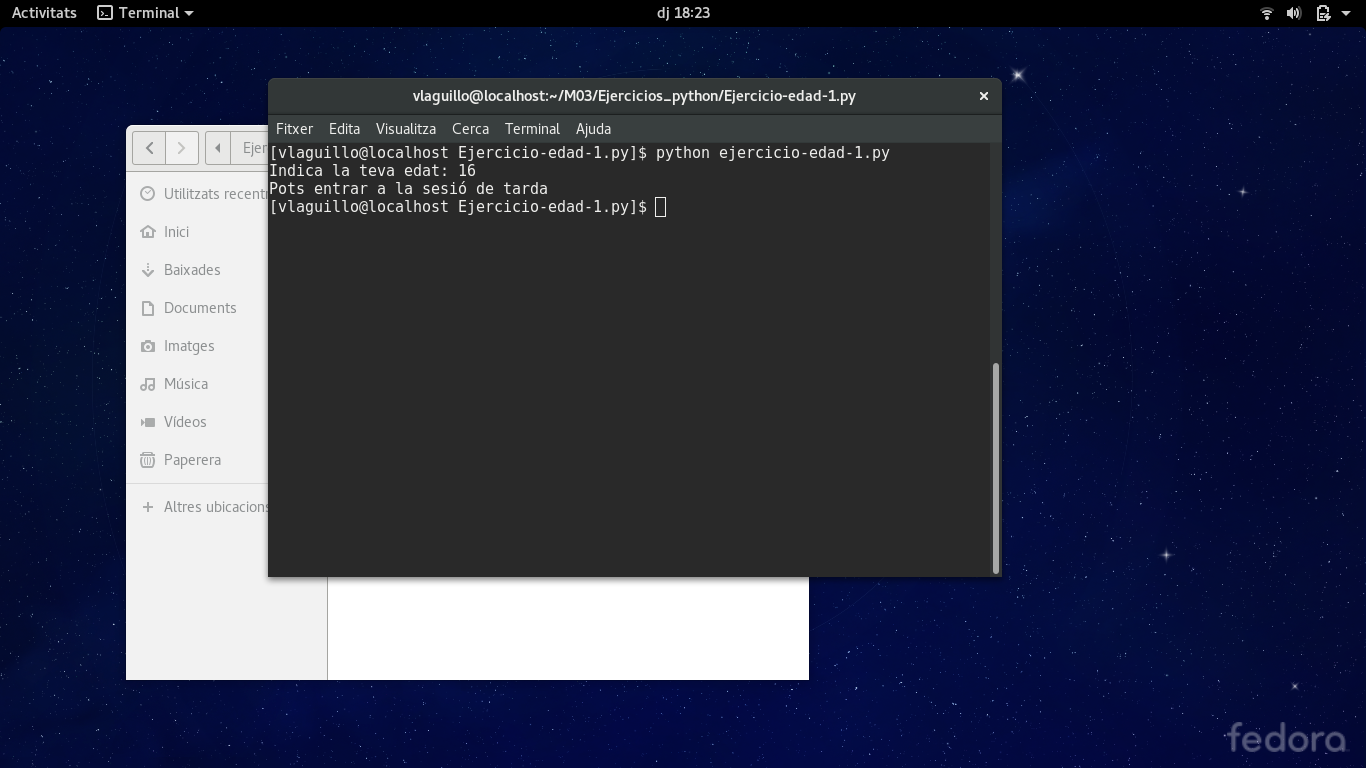 Activitats
Terminal
dj 18:23
vlaguillo@localhost:~/M03/Ejercicios_python/Ejercicio-edad-1.py
Fitxer Edita Visualitza Cerca Terminal Ajuda
[vlaguillo@localhost Ejercicio-edad-1.py]$ python ejercicio-edad-1.py
Indica la teva edat: 16
Pots entrar a la sesió de tarda
[vlaguillo@localhost Ejercicio-edad-1.py]$
Utilitzats
Inici
Baixades
Documents
Imatges
Música
Vídeos
Paperera
Altres ubicacions
fedora